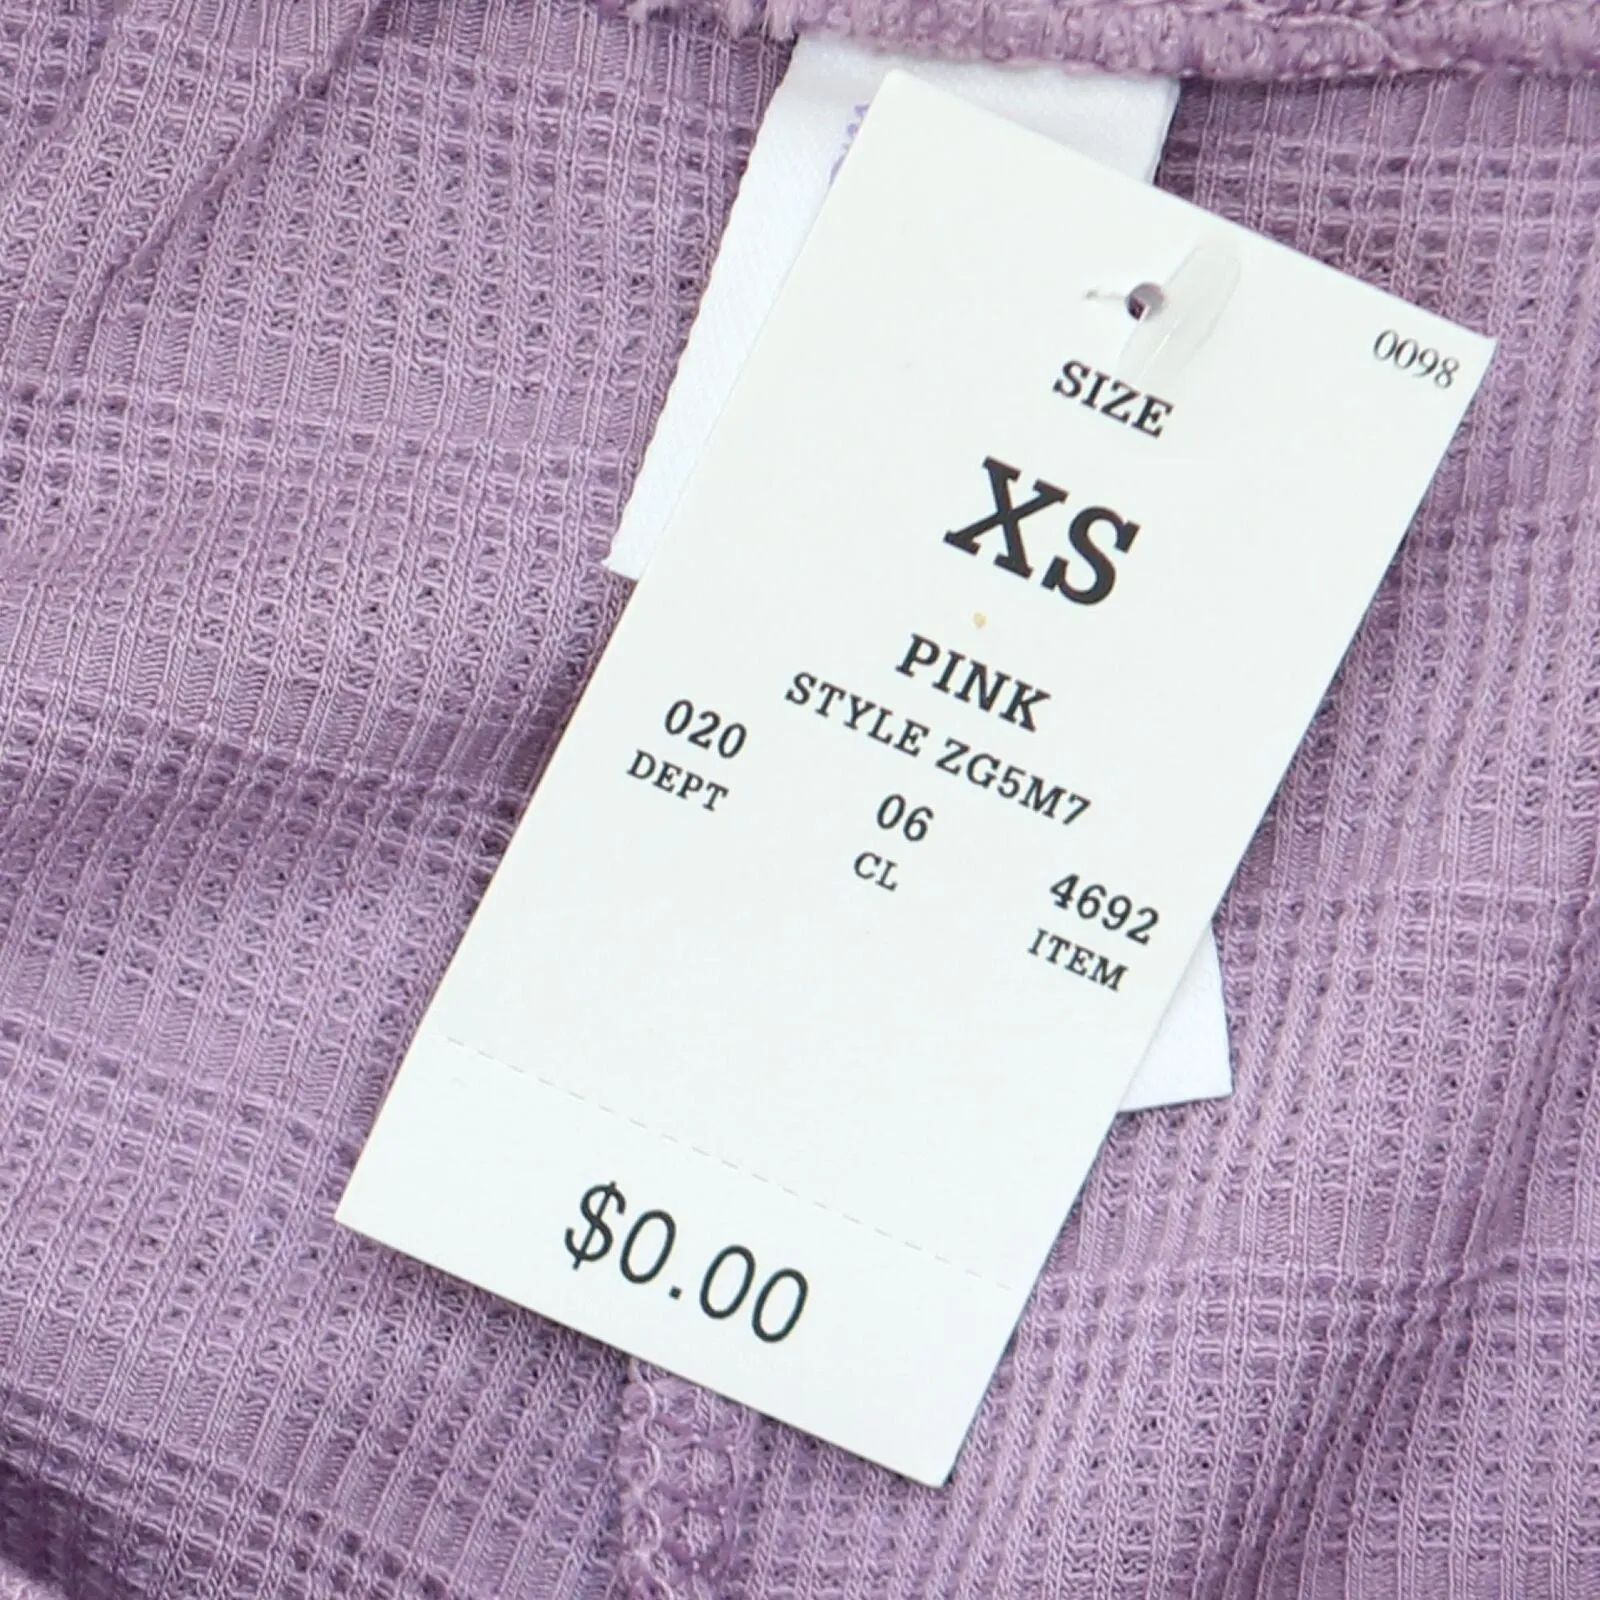 0098
SIZE
XS
PINK
STYLE ZG5M7
020 06 4692
DEPT CL ITEM
$0.00